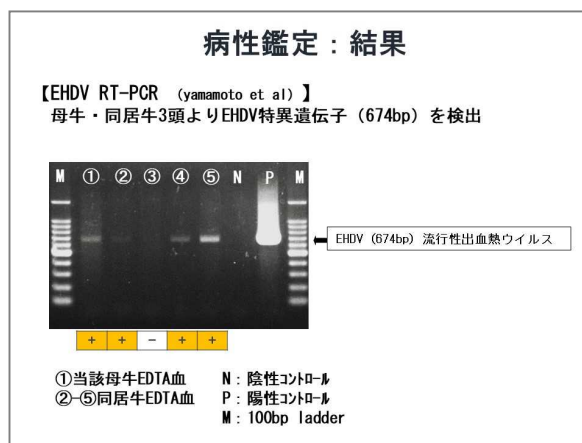 病性鑑定：結果
【EHDV RT-PCR (yamamoto et al) 】
母牛・同居牛3頭よりEHDV特異遺伝子（674bp）を検出
M ① ② ③ ④ ⑤ N P M
EHDV (674bp) 流行性出血熱ウイルス
+ + − + +
①当該母牛EDTA血 N：陰性コントロール
②-⑤同居牛EDTA血 P：陽性コントロール
M：100bp ladder